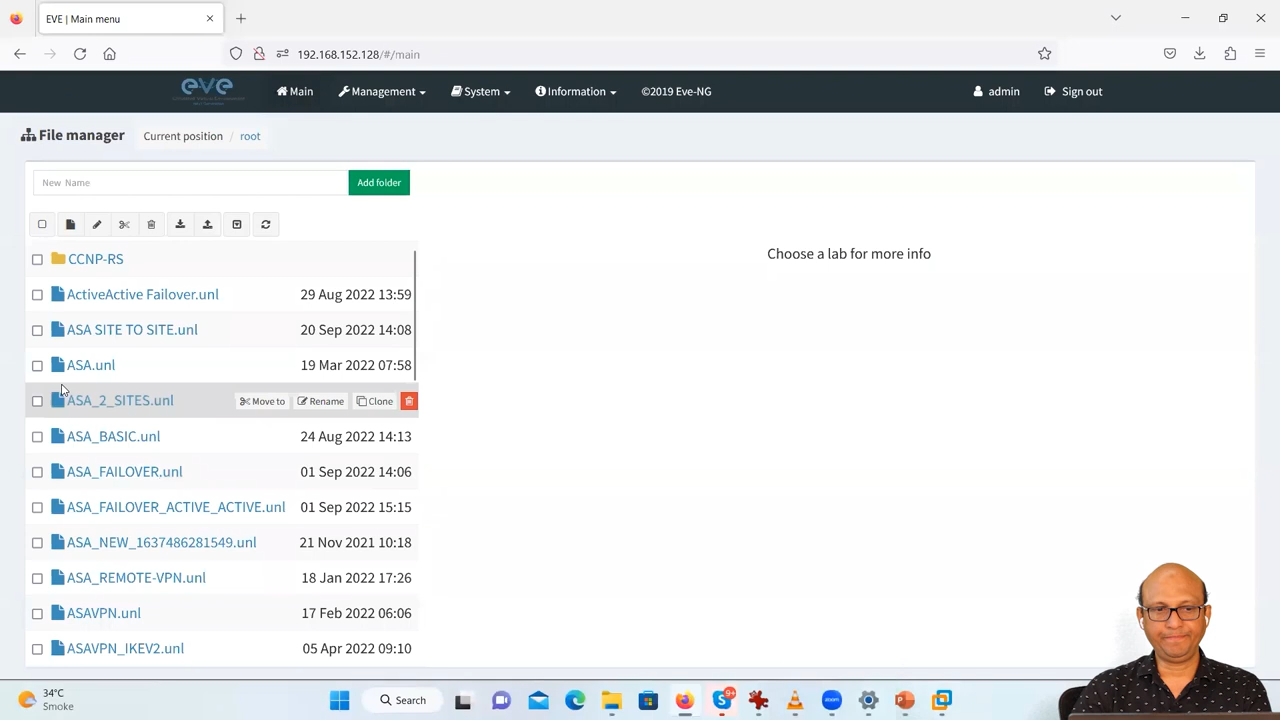 EVE | Main menu
192.168.152.128/#/main
eve
Main
Management
System
Information
©2019 Eve-NG
admin
Sign out
File manager
Current position / root
New Name
Add folder
Choose a lab for more info
CCNP-RS
ActiveActive Failover.unl 29 Aug 2022 13:59
ASA SITE TO SITE.unl 20 Sep 2022 14:08
ASA.unl 19 Mar 2022 07:58
ASA_2_SITES.unl Move to Rename Clone
ASA_BASIC.unl 24 Aug 2022 14:13
ASA_FAILOVER.unl 01 Sep 2022 14:06
ASA_FAILOVER_ACTIVE_ACTIVE.unl 01 Sep 2022 15:15
ASA_NEW_1637486281549.unl 21 Nov 2021 10:18
ASA_REMOTE-VPN.unl 18 Jan 2022 17:26
ASAVPN.unl 17 Feb 2022 06:06
ASAVPN_IKEV2.unl 05 Apr 2022 09:10
34°C
Smoke
Search
9+
zoom